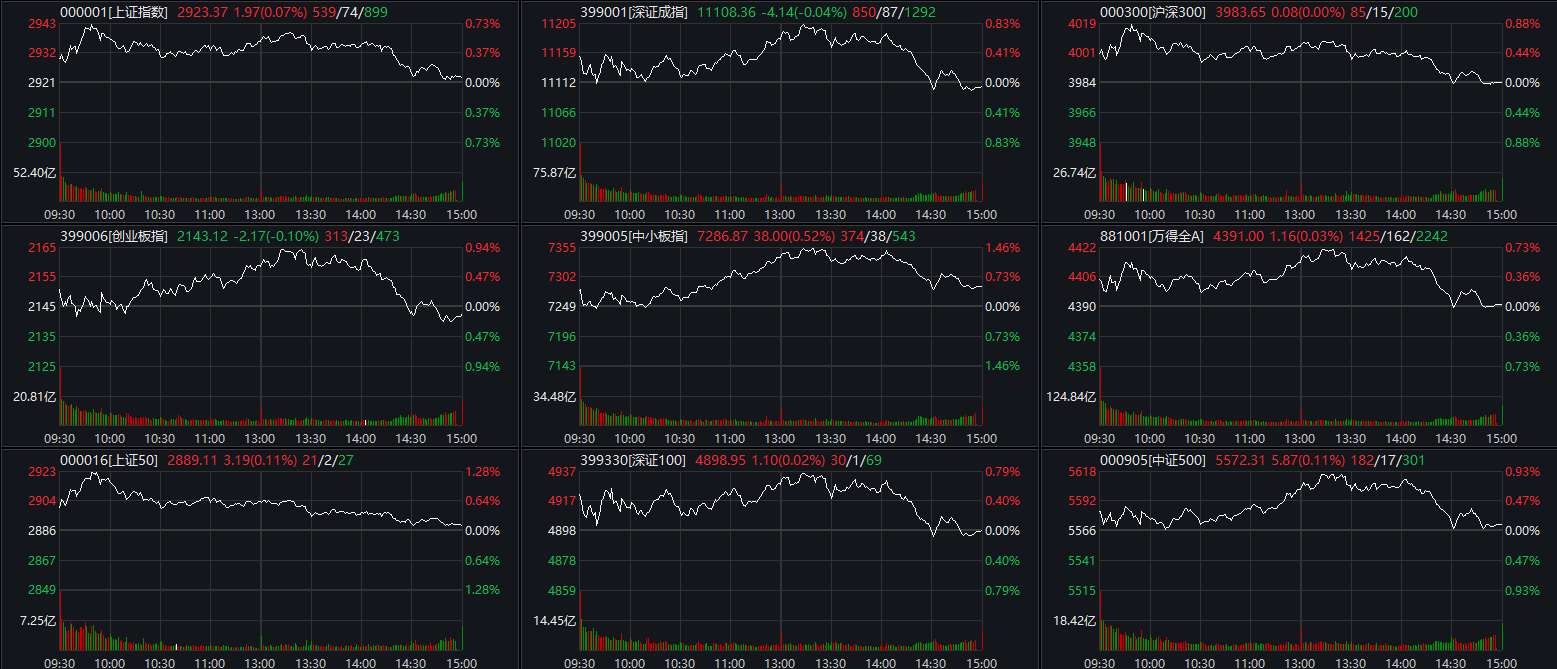 000001[上证指数] 2923.37 1.97(0.07%) 539/74/899
2943 0.73%
2932 0.37%
2921 0.00%
2911 0.37%
2900 0.73%
52.40亿
09:30 10:00 10:30 11:00 13:00 13:30 14:00 14:30 15:00
399001[深证成指] 11108.36 -4.14(-0.04%) 850/87/1292
11205 0.83%
11159 0.41%
11112 0.00%
11066 0.41%
11020 0.83%
75.87亿
09:30 10:00 10:30 11:00 13:00 13:30 14:00 14:30 15:00
000300[沪深300] 3983.65 0.08(0.00%) 85/15/200
4019 0.88%
4001 0.44%
3984 0.00%
3966 0.44%
3948 0.88%
26.74亿
09:30 10:00 10:30 11:00 13:00 13:30 14:00 14:30 15:00
399006[创业板指] 2143.12 -2.17(-0.10%) 313/23/473
2165 0.94%
2155 0.47%
2145 0.00%
2135 0.47%
2125 0.94%
20.81亿
09:30 10:00 10:30 11:00 13:00 13:30 14:00 14:30 15:00
399005[中小板指] 7286.87 38.00(0.52%) 374/38/543
7355 1.46%
7302 0.73%
7249 0.00%
7196 0.73%
7143 1.46%
34.48亿
09:30 10:00 10:30 11:00 13:00 13:30 14:00 14:30 15:00
881001[万得全A] 4391.00 1.16(0.03%) 1425/162/2242
4422 0.73%
4406 0.36%
4390 0.00%
4374 0.36%
4358 0.73%
124.84亿
09:30 10:00 10:30 11:00 13:00 13:30 14:00 14:30 15:00
000016[上证50] 2889.11 3.19(0.11%) 21/2/27
2923 1.28%
2904 0.64%
2886 0.00%
2867 0.64%
2849 1.28%
7.25亿
09:30 10:00 10:30 11:00 13:00 13:30 14:00 14:30 15:00
399330[深证100] 4898.95 1.10(0.02%) 30/1/69
4937 0.79%
4917 0.40%
4898 0.00%
4878 0.40%
4859 0.79%
14.45亿
09:30 10:00 10:30 11:00 13:00 13:30 14:00 14:30 15:00
000905[中证500] 5572.31 5.87(0.11%) 182/17/301
5618 0.93%
5592 0.47%
5566 0.00%
5541 0.47%
5515 0.93%
18.42亿
09:30 10:00 10:30 11:00 13:00 13:30 14:00 14:30 15:00